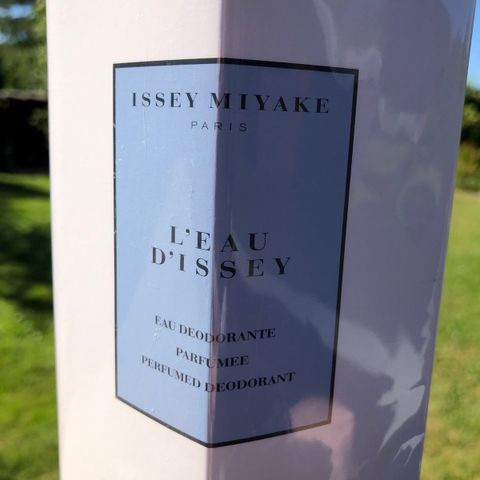 ISSEY MIYAKE
PARIS
L'EAU
D'ISSEY
EAU DEODORANTE
PARFUMEE
PERFUMED DEODORANT